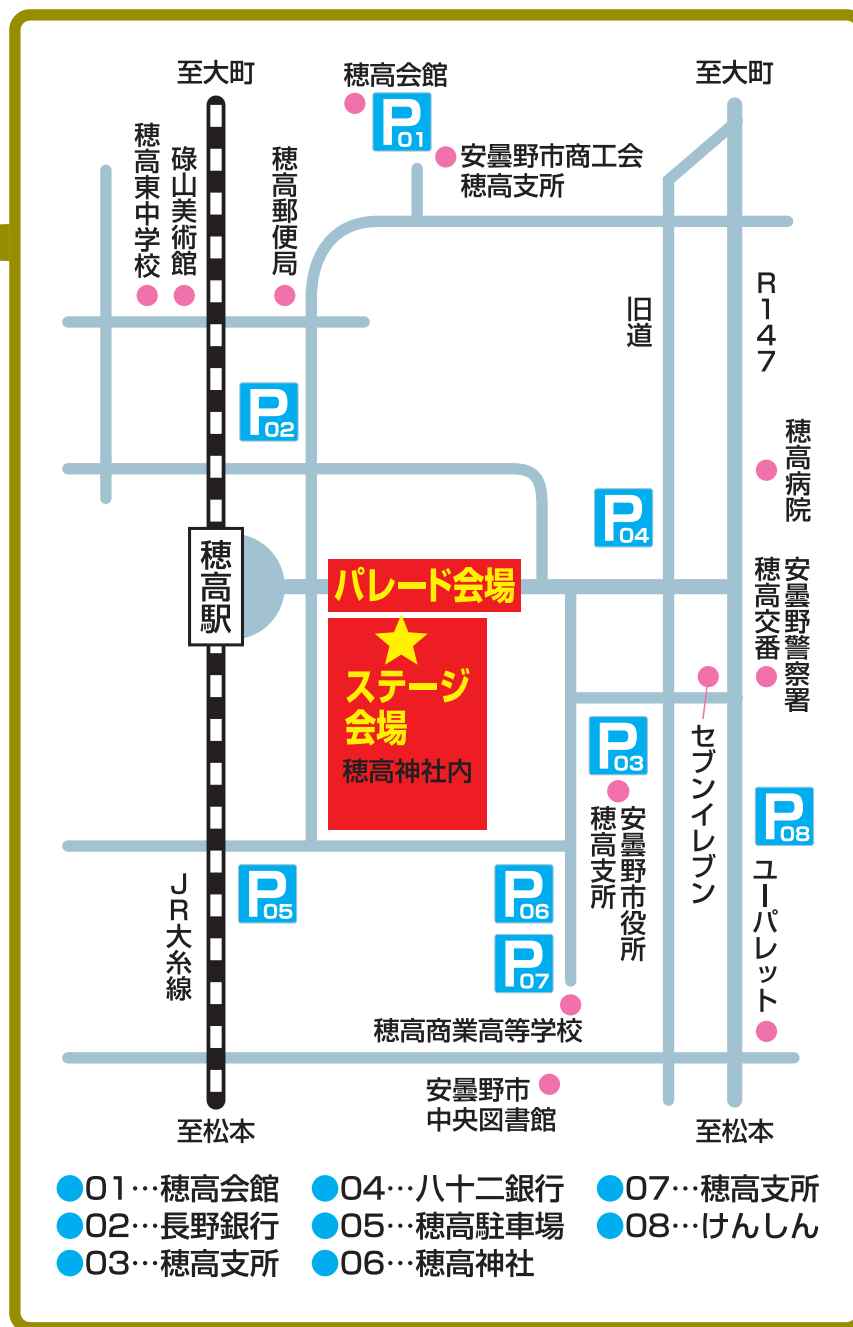 至大町
穂高会館
至大町
P01
安曇野市商工会
穂高支所
穂高東中学校
碌山美術館
穂高郵便局
旧道
R147
P02
穂高病院
P04
穂高駅
パレード会場
安曇野警察署
穂高交番
ステージ
会場
穂高神社内
P03
セブンイレブン
P08
安曇野市役所
穂高支所
ユーパレット
JR大糸線
P05
P06
P07
穂高商業高等学校
安曇野市
中央図書館
至松本
至松本
01…穂高会館
02…長野銀行
03…穂高支所
04…八十二銀行
05…穂高駐車場
06…穂高神社
07…穂高支所
08…けんしん